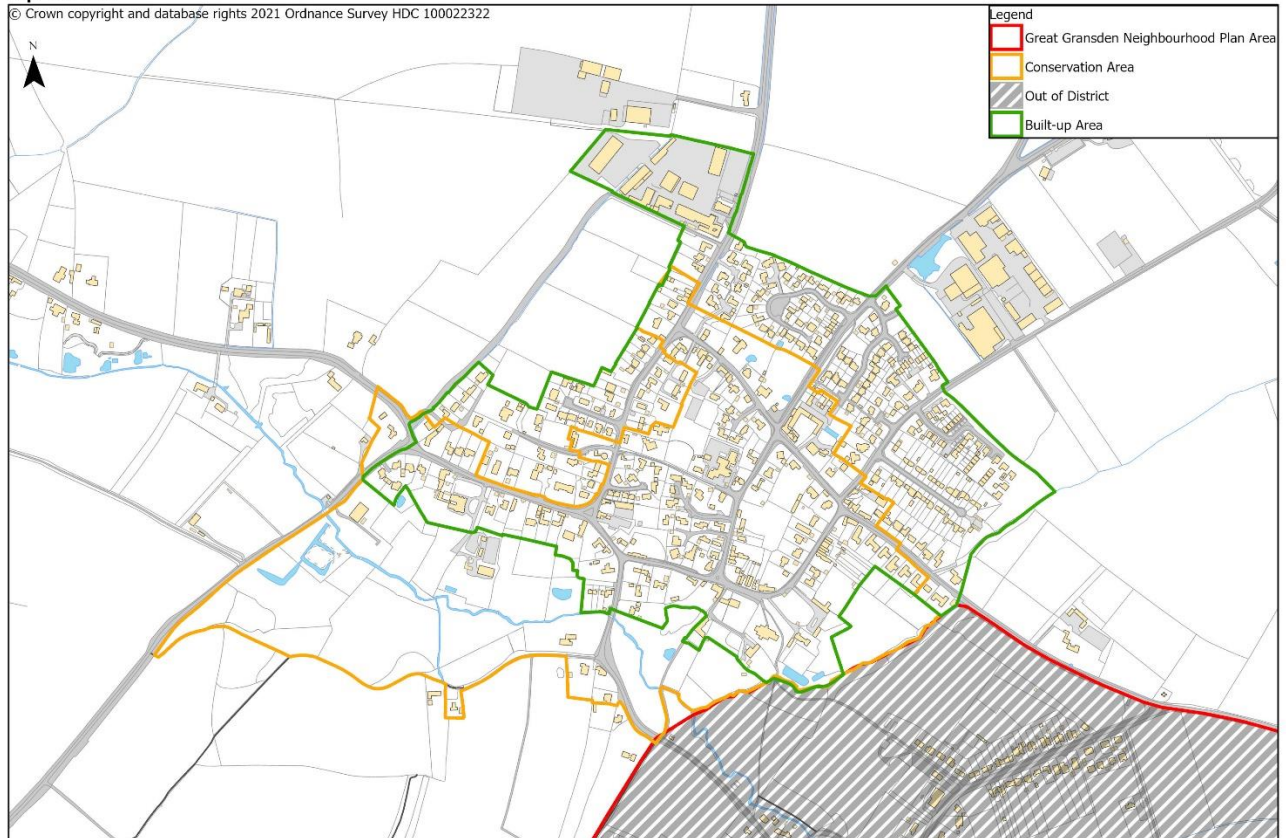 © Crown copyright and database rights 2021 Ordnance Survey HDC 100022322
N
Legend
Great Gransden Neighbourhood Plan Area
Conservation Area
Out of District
Built-up Area